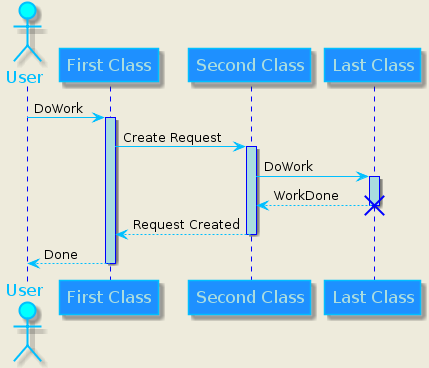 User
First Class
Second Class
Last Class
DoWork
Create Request
DoWork
WorkDone
Request Created
Done
User
First Class
Second Class
Last Class